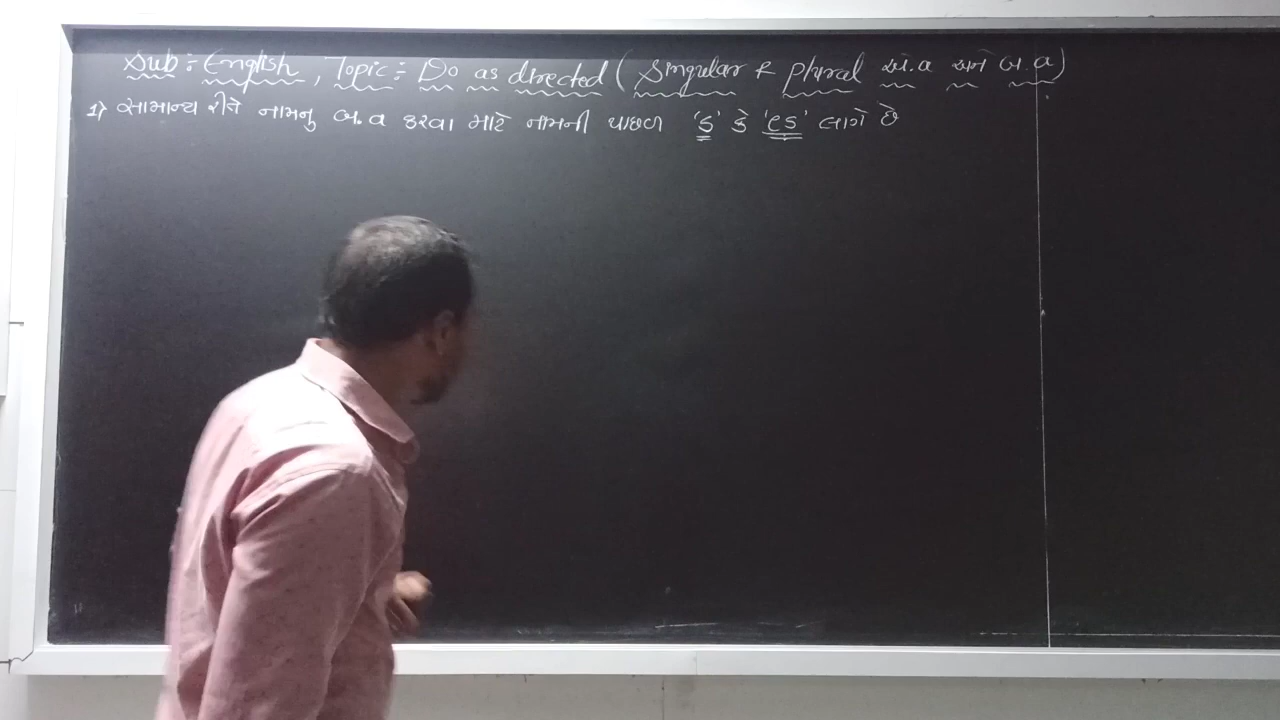 Sub :- English, Topic :- Do as directed ( Singular & Plural એ.વ અને બ.વ )
1) સામાન્ય રીતે નામનુ બ.વ કરવા માટે નામની પાછળ 'S' કે 'es' લાગે છે